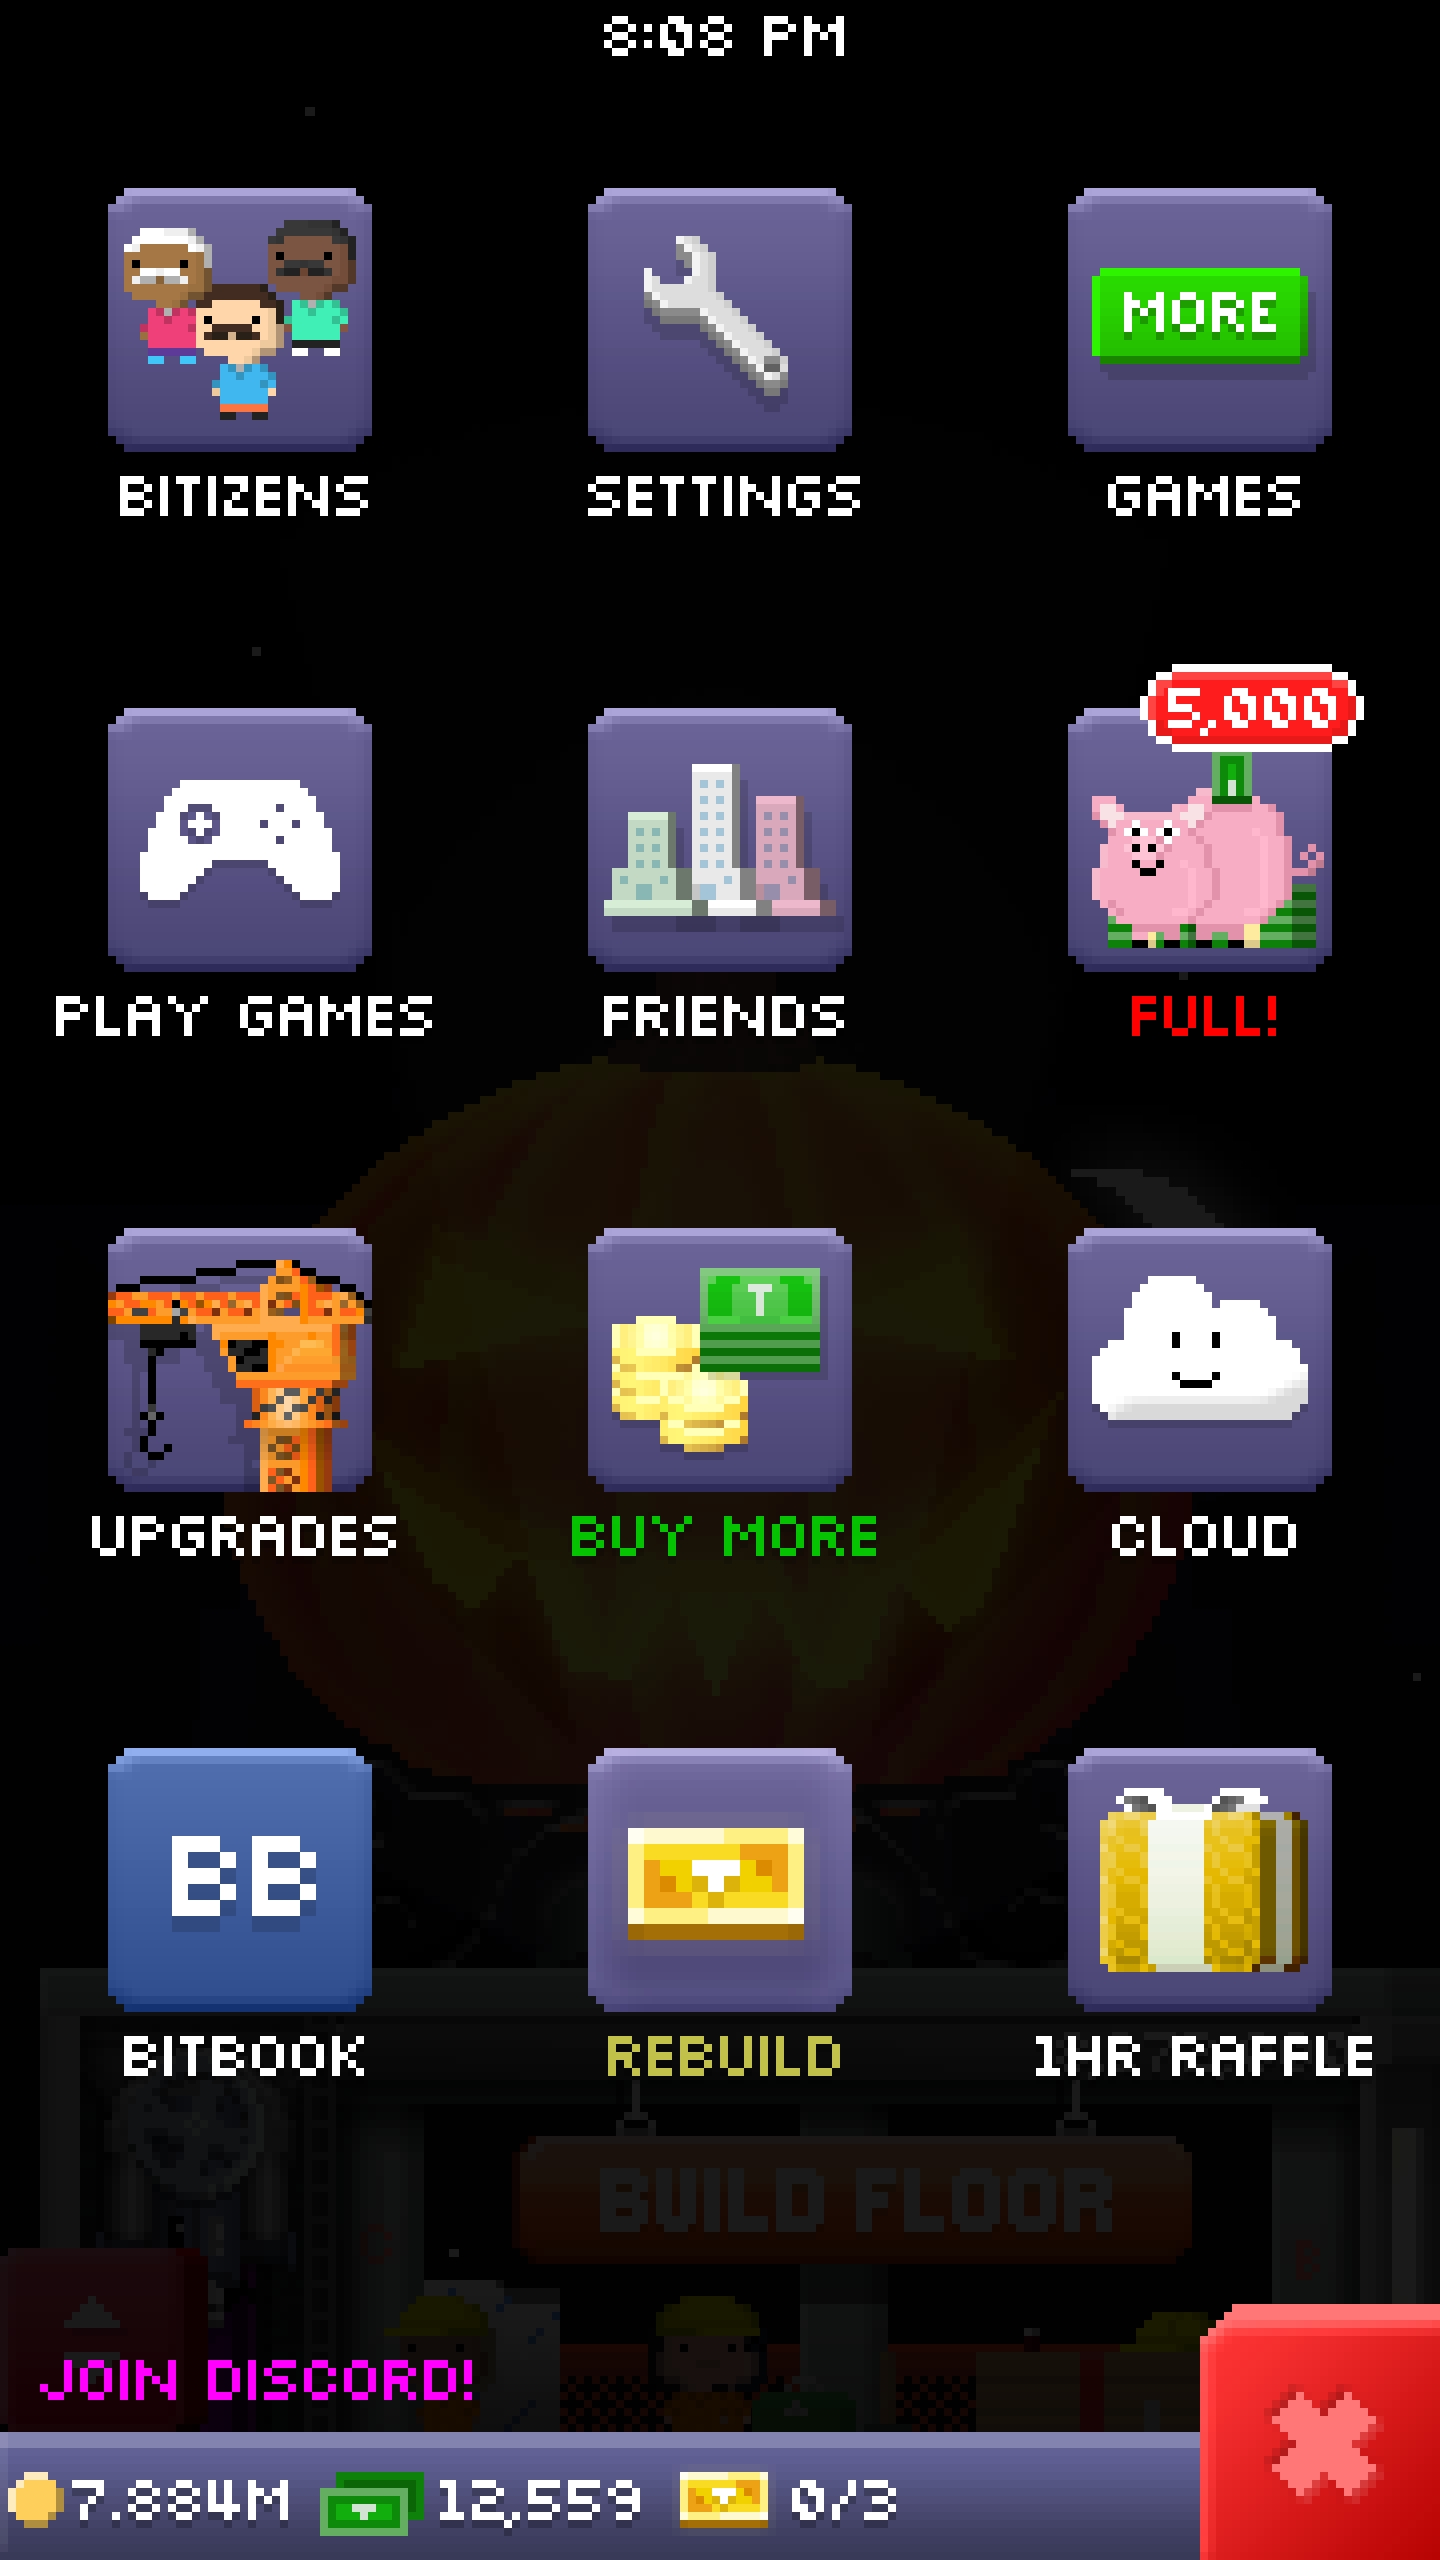 8:08 PM
MORE
BITIZENS
SETTINGS
GAMES
5,000
PLAY GAMES
FRIENDS
FULL!
T
UPGRADES
BUY MORE
CLOUD
BB
BITBOOK
REBUILD
1HR RAFFLE
BUILD FLOOR
JOIN DISCORD!
7.884M 12,559 0/3